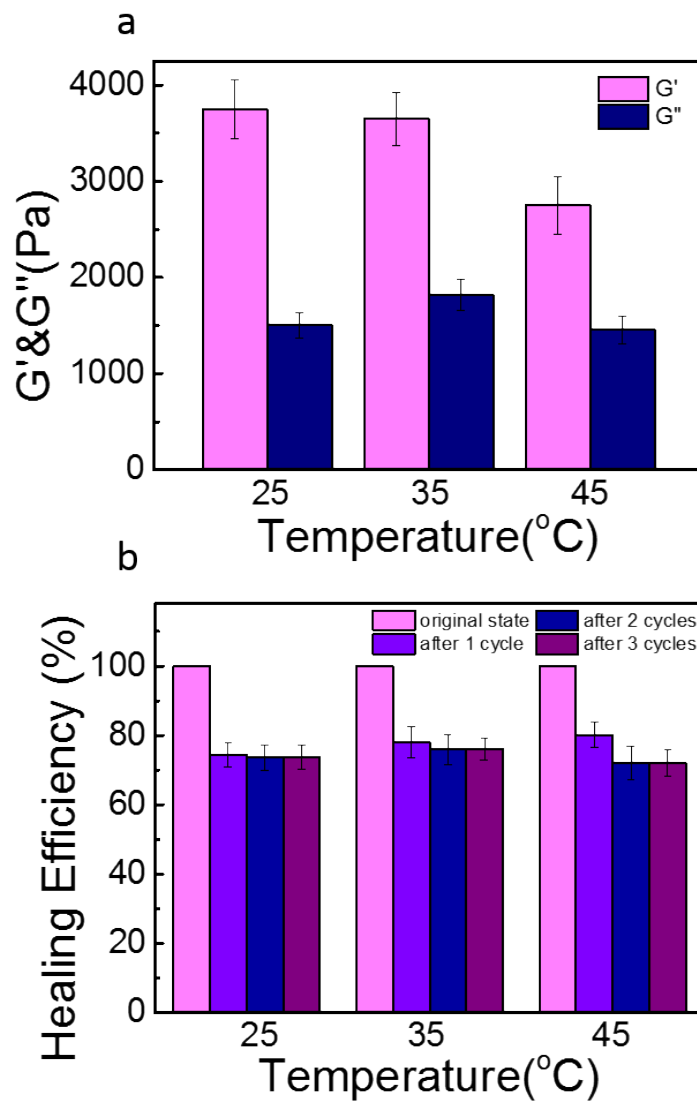 a
G'&G''(Pa)
4000
3000
2000
1000
0
G'
G''
25 35 45
Temperature(°C)
b
Healing Efficiency (%)
100
80
60
40
20
0
original state after 2 cycles
after 1 cycle after 3 cycles
25 35 45
Temperature(°C)